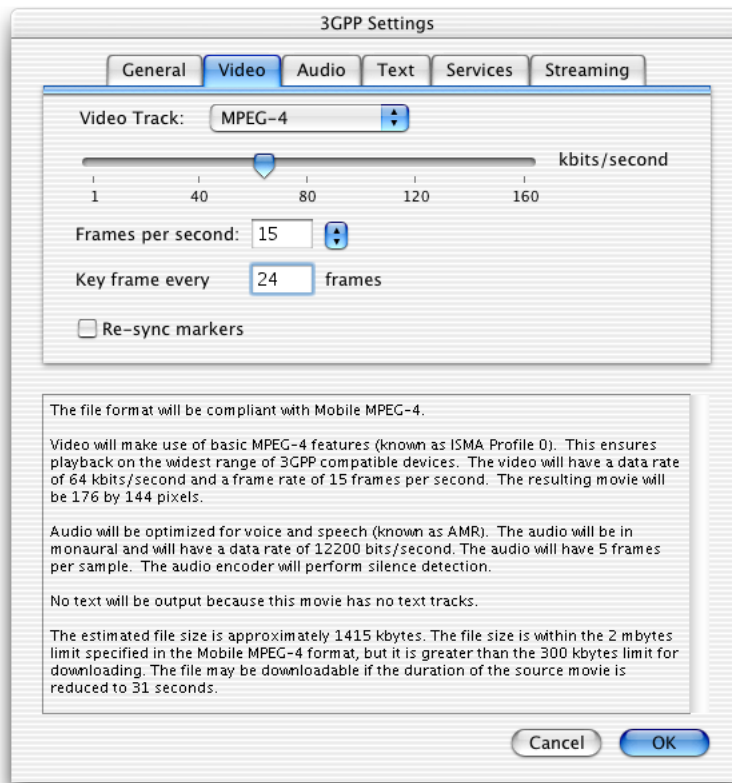 3GPP Settings
General Video Audio Text Services Streaming
Video Track: MPEG-4
kbits/second
1 40 80 120 160
Frames per second: 15
Key frame every 24 frames
Re-sync markers
The file format will be compliant with Mobile MPEG-4.
Video will make use of basic MPEG-4 features (known as ISMA Profile 0). This ensures
playback on the widest range of 3GPP compatible devices. The video will have a data rate
of 64 kbits/second and a frame rate of 15 frames per second. The resulting movie will
be 176 by 144 pixels.
Audio will be optimized for voice and speech (known as AMR). The audio will be in
monaural and will have a data rate of 12200 bits/second. The audio will have 5 frames
per sample. The audio encoder will perform silence detection.
No text will be output because this movie has no text tracks.
The estimated file size is approximately 1415 kbytes. The file size is within the 2 mbytes
limit specified in the Mobile MPEG-4 format, but it is greater than the 300 kbytes limit for
downloading. The file may be downloadable if the duration of the source movie is
reduced to 31 seconds.
Cancel OK